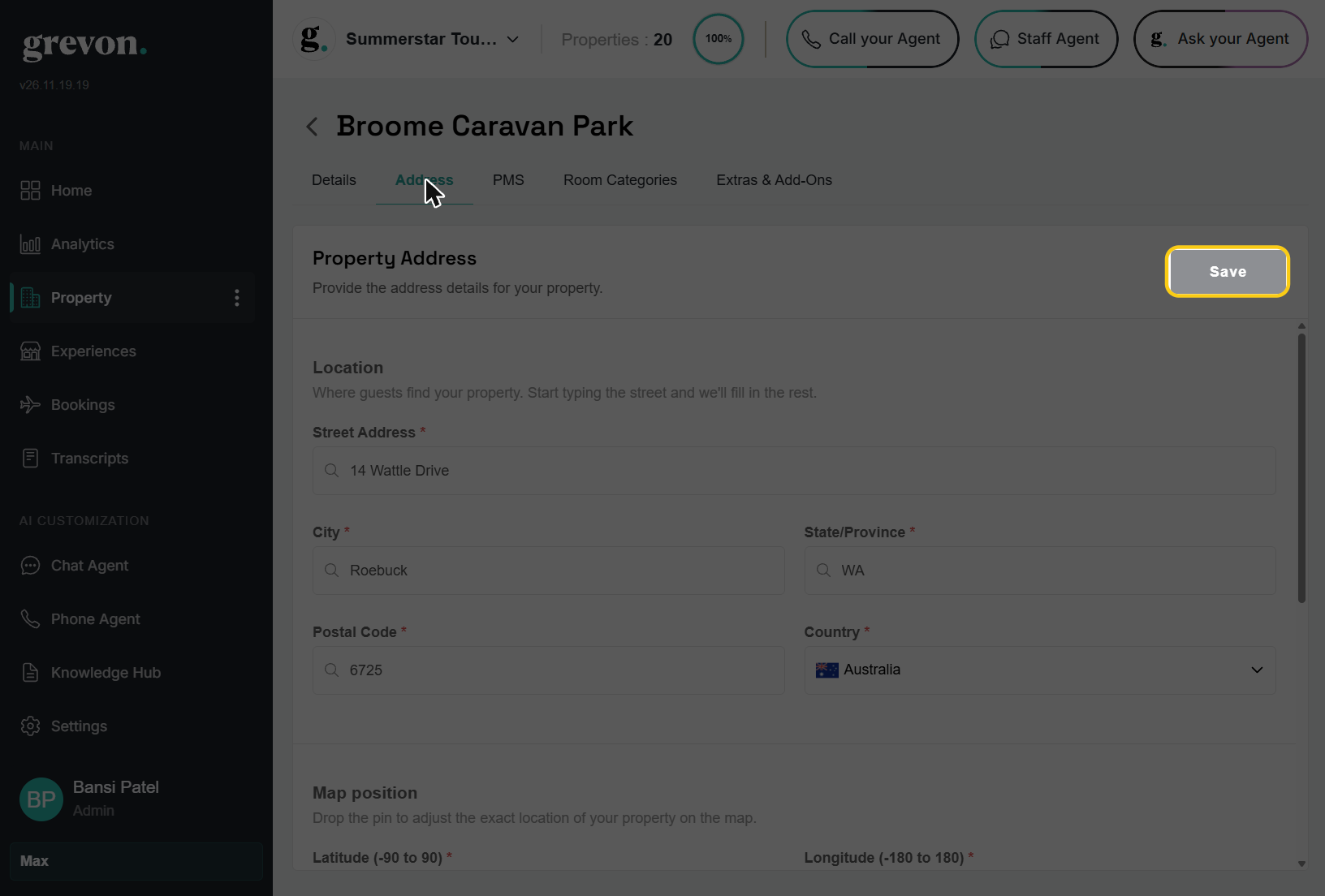 grevon.
v26.11.19.19
MAIN
Home
Analytics
Property
Experiences
Bookings
Transcripts
AI CUSTOMIZATION
Chat Agent
Phone Agent
Knowledge Hub
Settings
BP
Bansi Patel
Admin
Max
g. Summerstar Tou... Properties : 20 100% Call your Agent Staff Agent g. Ask your Agent
Broome Caravan Park
Details Address PMS Room Categories Extras & Add-Ons
Property Address
Provide the address details for your property.
Save
Location
Where guests find your property. Start typing the street and we'll fill in the rest.
Street Address *
14 Wattle Drive
City * State/Province *
Roebuck WA
Postal Code * Country *
6725 Australia
Map position
Drop the pin to adjust the exact location of your property on the map.
Latitude (-90 to 90) * Longitude (-180 to 180) *